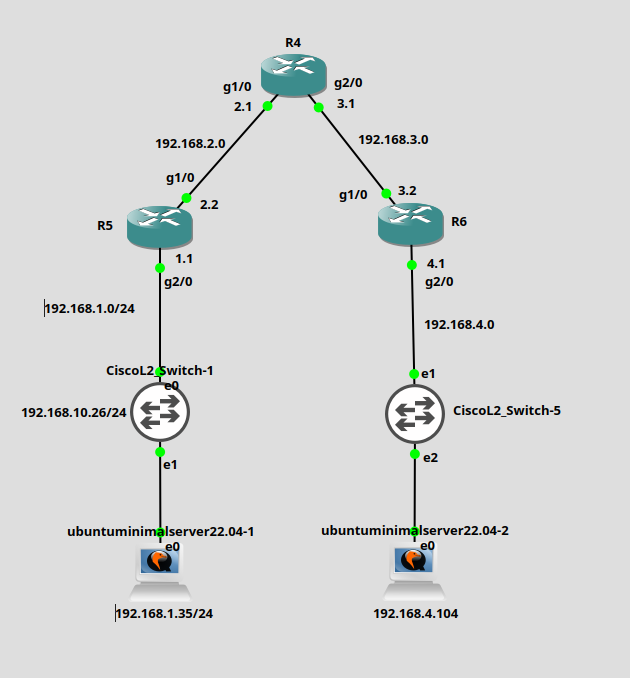 R4
g1/0
g2/0
2.1
3.1
192.168.2.0
192.168.3.0
g1/0
g1/0
3.2
2.2
R5
R6
1.1
4.1
g2/0
g2/0
192.168.1.0/24
192.168.4.0
CiscoL2_Switch-1
e1
e0
192.168.10.26/24
CiscoL2_Switch-5
e1
e2
ubuntuminimalserver22.04-1
ubuntuminimalserver22.04-2
e0
e0
192.168.1.35/24
192.168.4.104